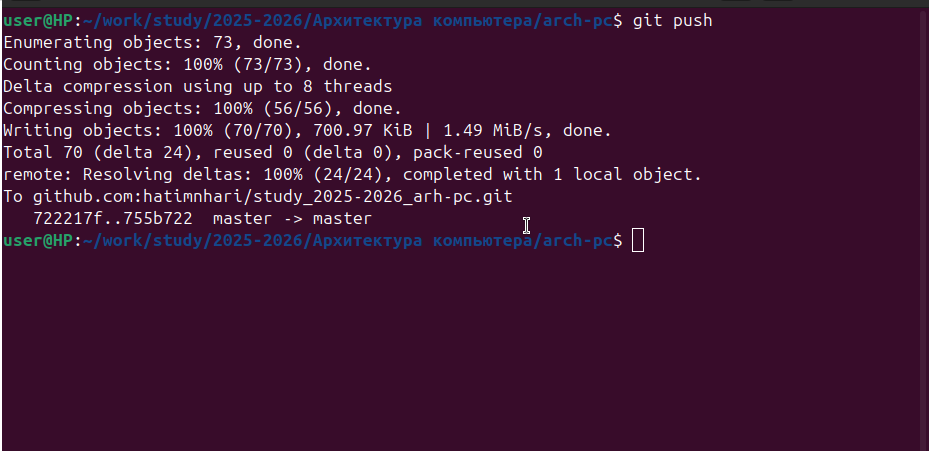 user@HP:~/work/study/2025-2026/Архитектура компьютера/arch-pc$ git push
Enumerating objects: 73, done.
Counting objects: 100% (73/73), done.
Delta compression using up to 8 threads
Compressing objects: 100% (56/56), done.
Writing objects: 100% (70/70), 700.97 KiB | 1.49 MiB/s, done.
Total 70 (delta 24), reused 0 (delta 0), pack-reused 0
remote: Resolving deltas: 100% (24/24), completed with 1 local object.
To github.com:hatimnhari/study_2025-2026_arh-pc.git
   722217f..755b722  master -> master
user@HP:~/work/study/2025-2026/Архитектура компьютера/arch-pc$